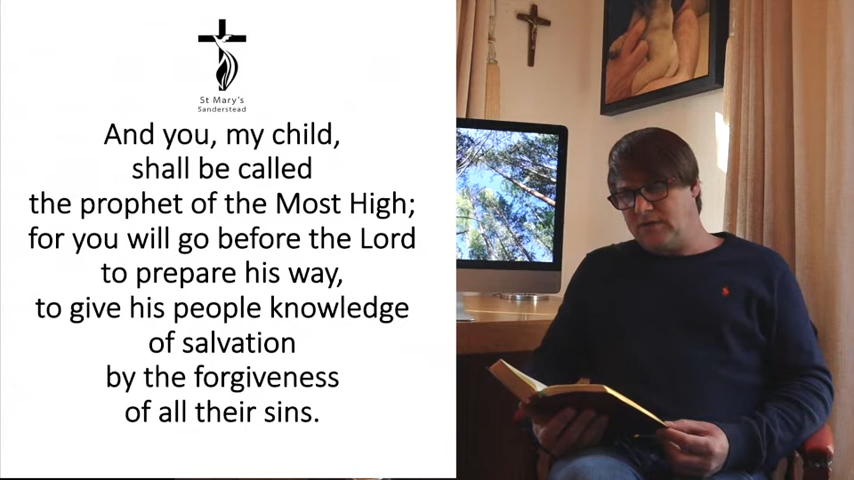 St Mary's
Sanderstead
And you, my child,
shall be called
the prophet of the Most High;
for you will go before the Lord
to prepare his way,
to give his people knowledge
of salvation
by the forgiveness
of all their sins.